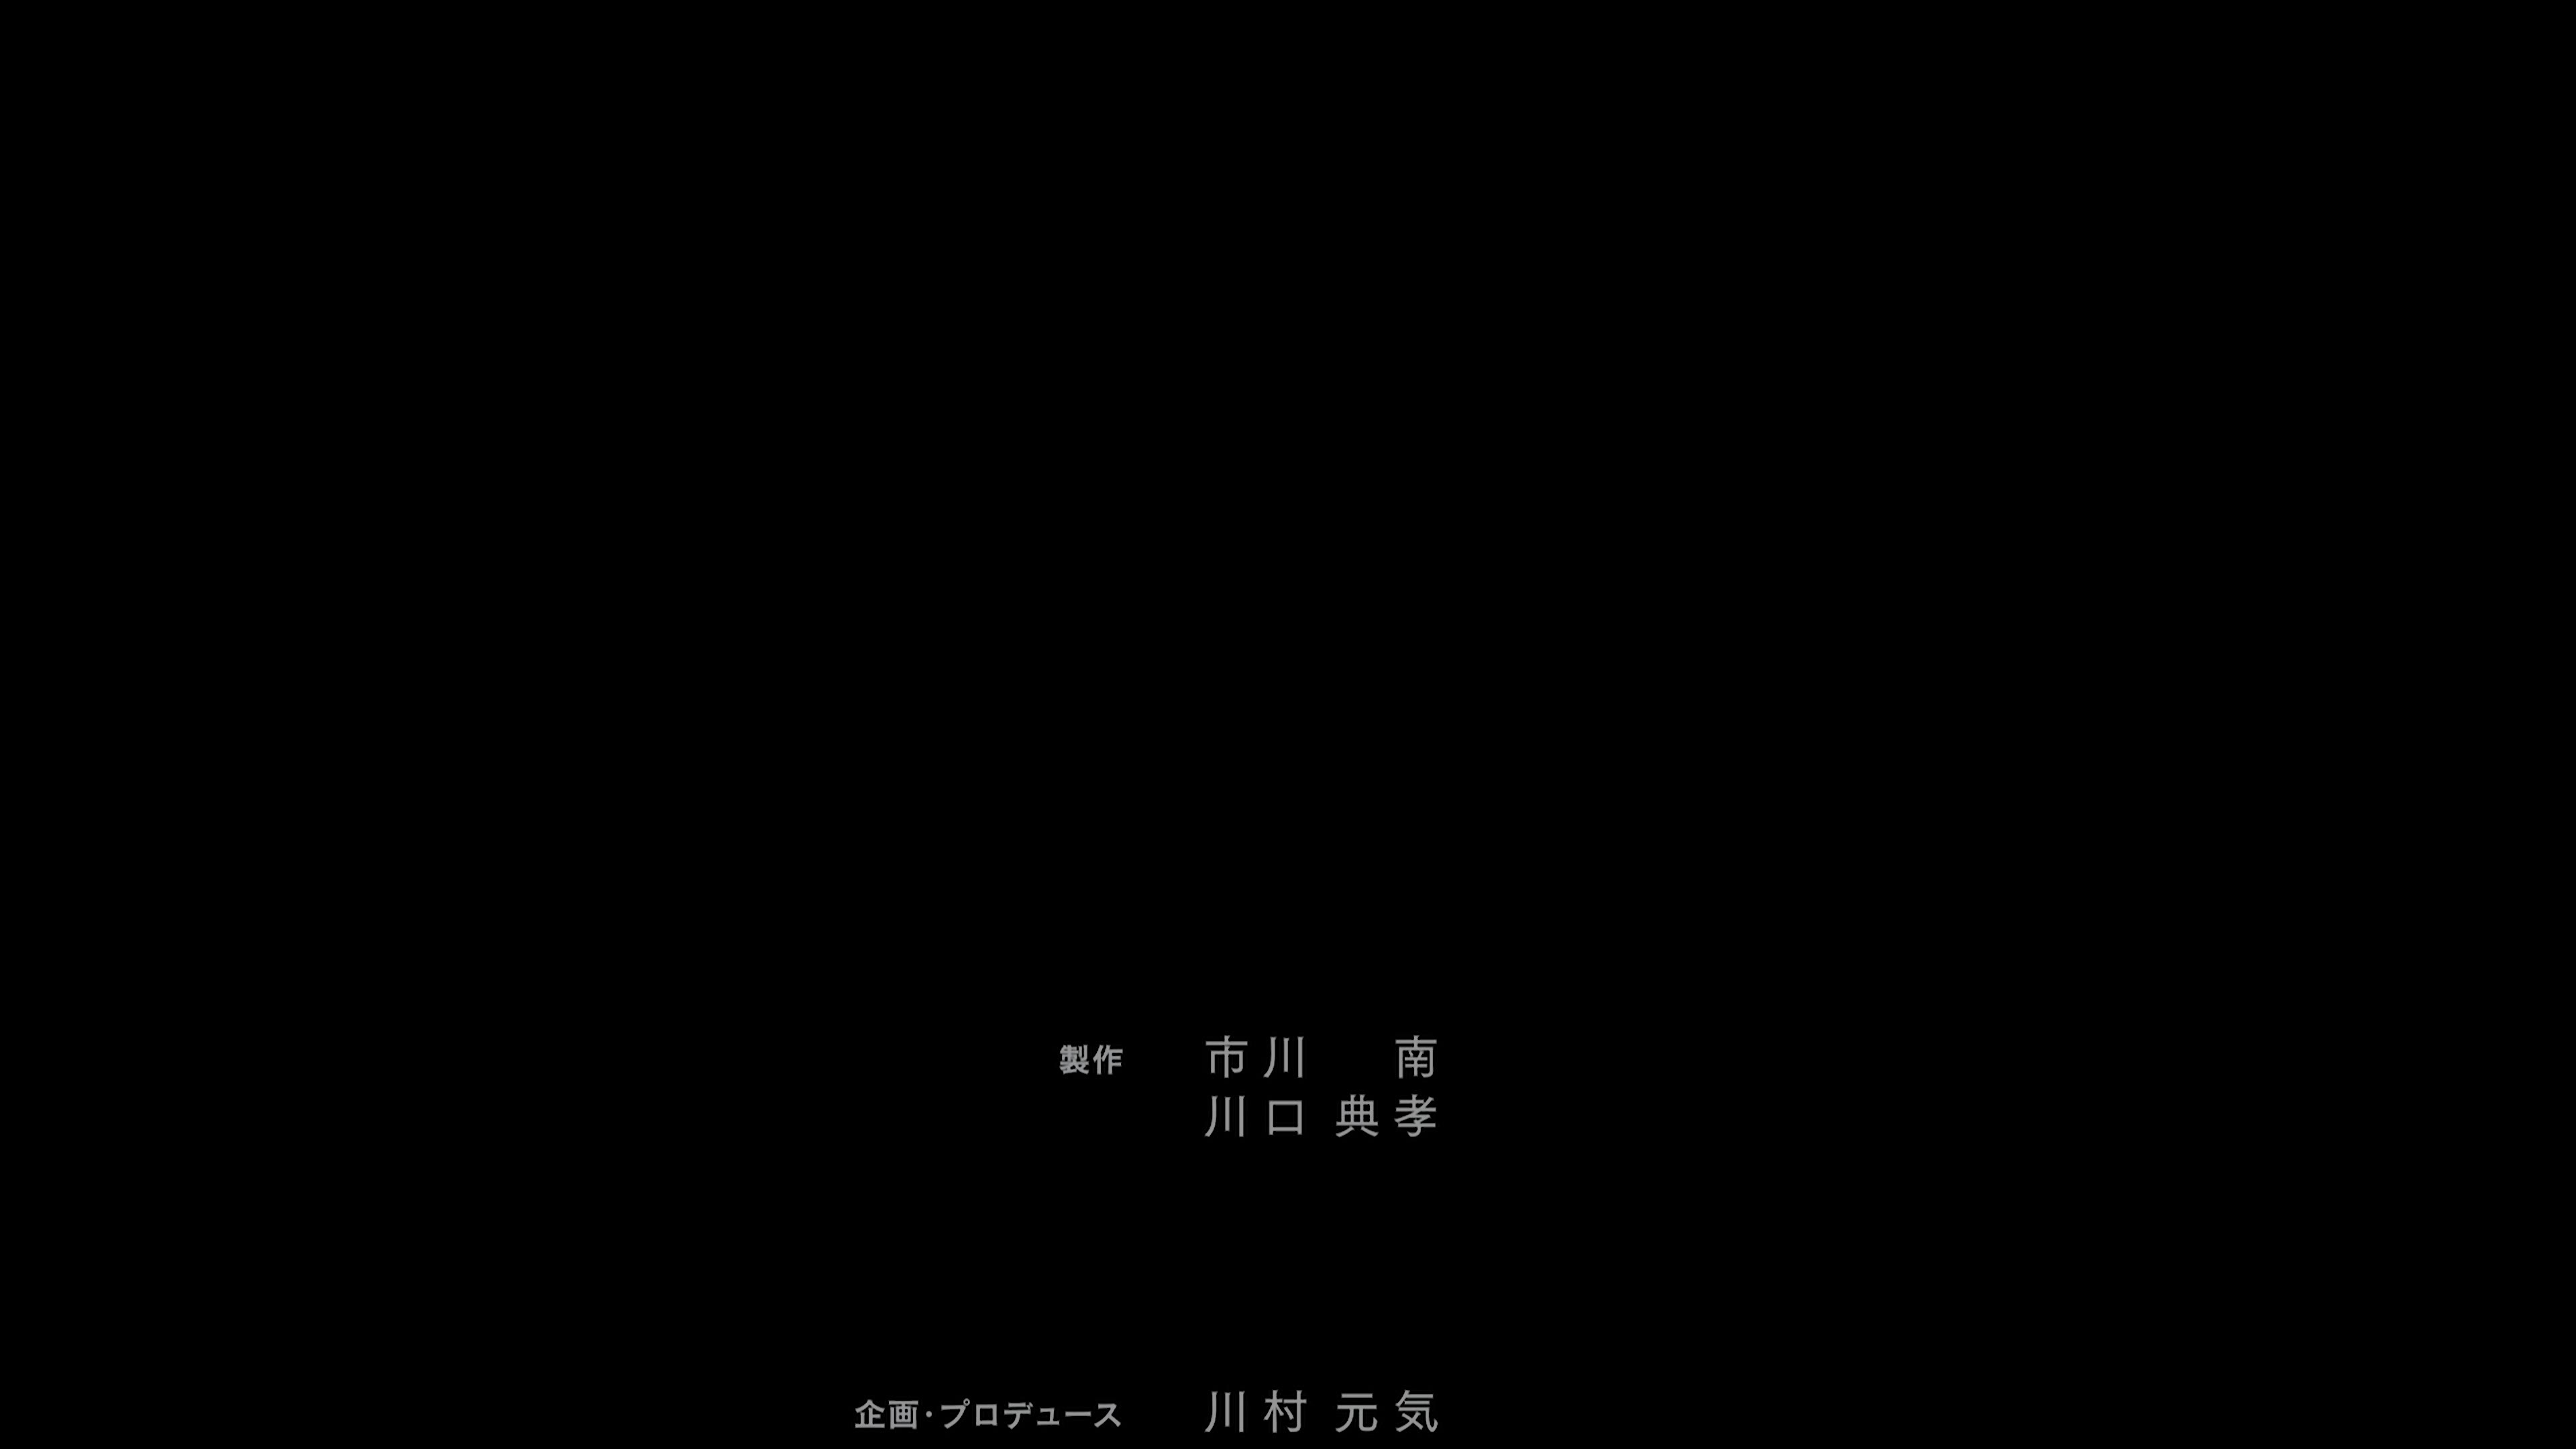 製作 市川 南
川口 典孝
企画・プロデュース 川村 元気